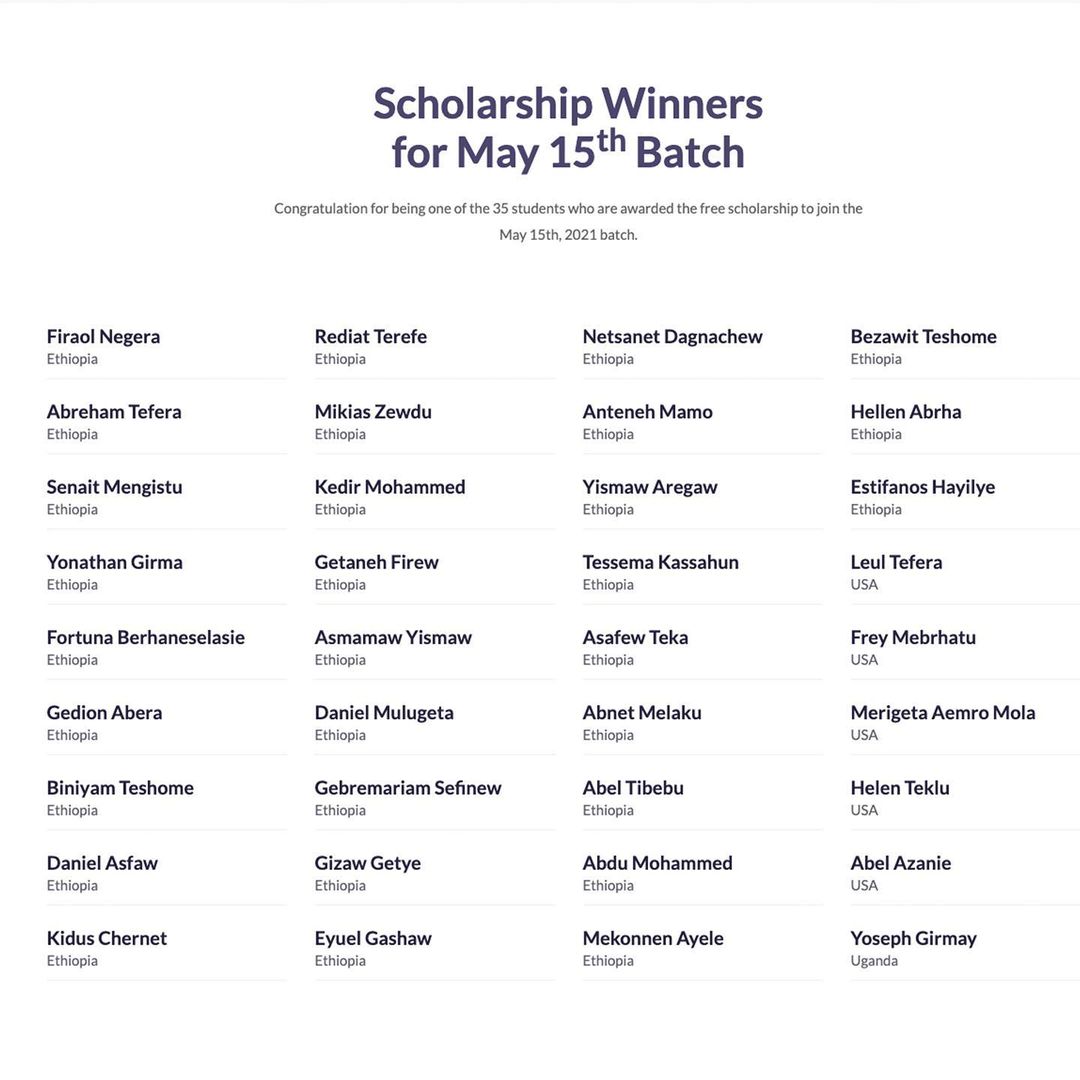 Scholarship Winners
for May 15th Batch
Congratulation for being one of the 35 students who are awarded the free scholarship to join the
May 15th, 2021 batch.
Firaol Negera
Ethiopia
Rediat Terefe
Ethiopia
Netsanet Dagnachew
Ethiopia
Bezawit Teshome
Ethiopia
Abreham Tefera
Ethiopia
Mikias Zewdu
Ethiopia
Anteneh Mamo
Ethiopia
Hellen Abrha
Ethiopia
Senait Mengistu
Ethiopia
Kedir Mohammed
Ethiopia
Yismaw Aregaw
Ethiopia
Estifanos Hayilye
Ethiopia
Yonathan Girma
Ethiopia
Getaneh Firew
Ethiopia
Tessema Kassahun
Ethiopia
Leul Tefera
USA
Fortuna Berhaneselasie
Ethiopia
Asmamaw Yismaw
Ethiopia
Asafew Teka
Ethiopia
Frey Mebrhatu
USA
Gedion Abera
Ethiopia
Daniel Mulugeta
Ethiopia
Abnet Melaku
Ethiopia
Merigeta Aemro Mola
USA
Biniyam Teshome
Ethiopia
Gebremariam Sefinew
Ethiopia
Abel Tibebu
Ethiopia
Helen Teklu
USA
Daniel Asfaw
Ethiopia
Gizaw Getye
Ethiopia
Abdu Mohammed
Ethiopia
Abel Azanie
USA
Kidus Chernet
Ethiopia
Eyuel Gashaw
Ethiopia
Mekonnen Ayele
Ethiopia
Yoseph Girmay
Uganda